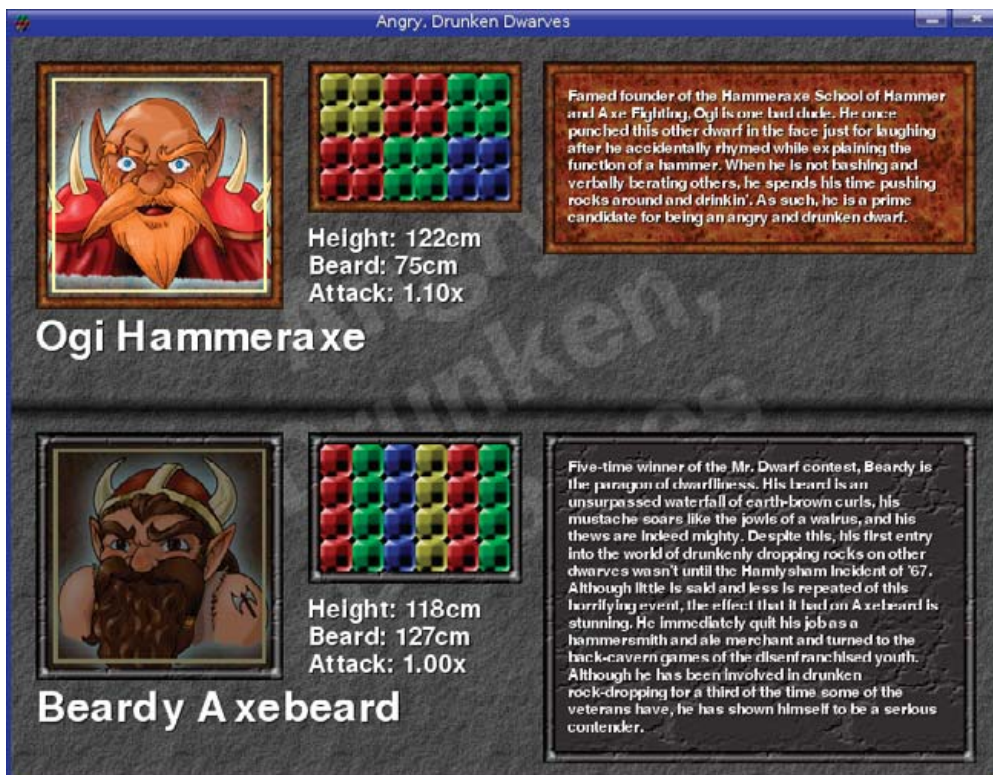 Angry, Drunken Dwarves
Famed founder of the Hammeraxe School of Hammer
and Axe Fighting, Ogi is one bad dude. He once
punched this other dwarf in the face just for laughing
after he accidentally rhymed while explaining the
function of a hammer. When he is not bashing and
verbally berating others, he spends his time pushing
rocks around and drinkin'. As such, he is a prime
candidate for being an angry and drunken dwarf.
Height: 122cm
Beard: 75cm
Attack: 1.10x
Ogi Hammeraxe
Angry,
Drunken,
Dwarves
Five-time winner of the Mr. Dwarf contest, Beardy is
the paragon of dwarfliness. His beard is an
unsurpassed waterfall of earth-brown curls, his
mustache soars like the jowls of a walrus, and his
thews are indeed mighty. Despite this, his first entry
into the world of drunkenly dropping rocks on other
dwarves wasn't until the Hamlysham Incident of '67.
Although little is said and less is repeated of this
horrifying event, the effect that it had on Axebeard is
stunning. He immediately quit his job as a
hammersmith and ale merchant and turned to the
back-cavern games of the disenfranchised youth.
Although he has been involved in drunken
rock-dropping for a third of the time some of the
veterans have, he has shown himself to be a serious
contender.
Height: 118cm
Beard: 127cm
Attack: 1.00x
Beardy Axebeard